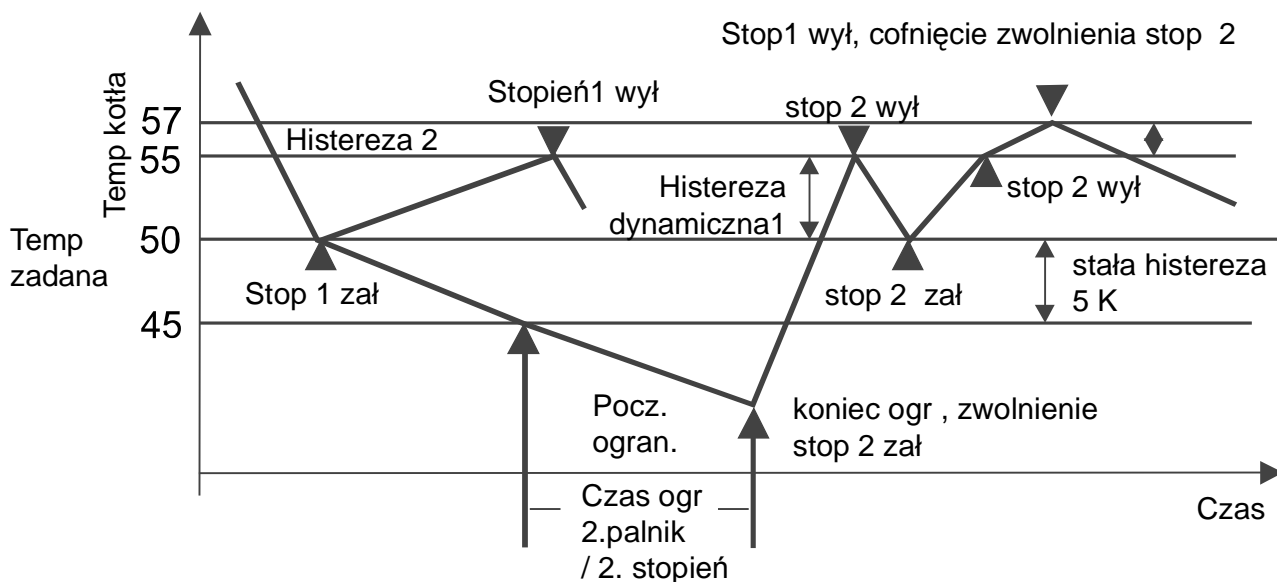 Stop1 wył, cofnięcie zwolnienia stop 2
Temp kotła
Stopień1 wył
stop 2 wył
57
Histereza 2
55
Histereza
dynamiczna1
stop 2 wył
Temp
zadana
50
Stop 1 zał
stop 2 zał
stała histereza
5 K
45
Pocz.
ogran.
koniec ogr , zwolnienie
stop 2 zał
Czas ogr
2.palnik
/ 2. stopień
Czas